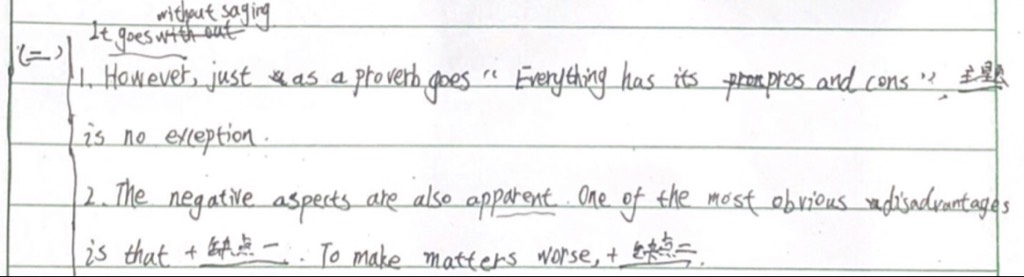 without saying
It goes
(二)
1. However, just as a proverb goes “Everything has its pros and cons”, 主题
is no exception.
2. The negative aspects are also apparent. One of the most obvious disadvantages
is that + 缺点一. To make matters worse, + 缺点二.